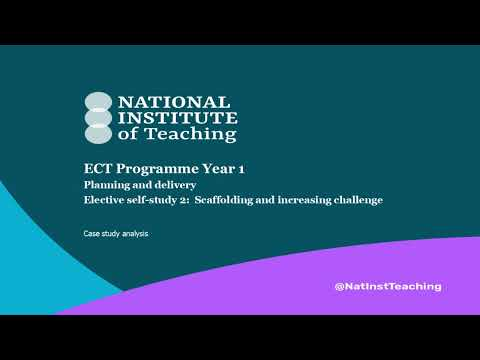 NATIONAL
INSTITUTE
of Teaching
ECT Programme Year 1
Planning and delivery
Elective self-study 2:  Scaffolding and increasing challenge
Case study analysis
@NatInstTeaching